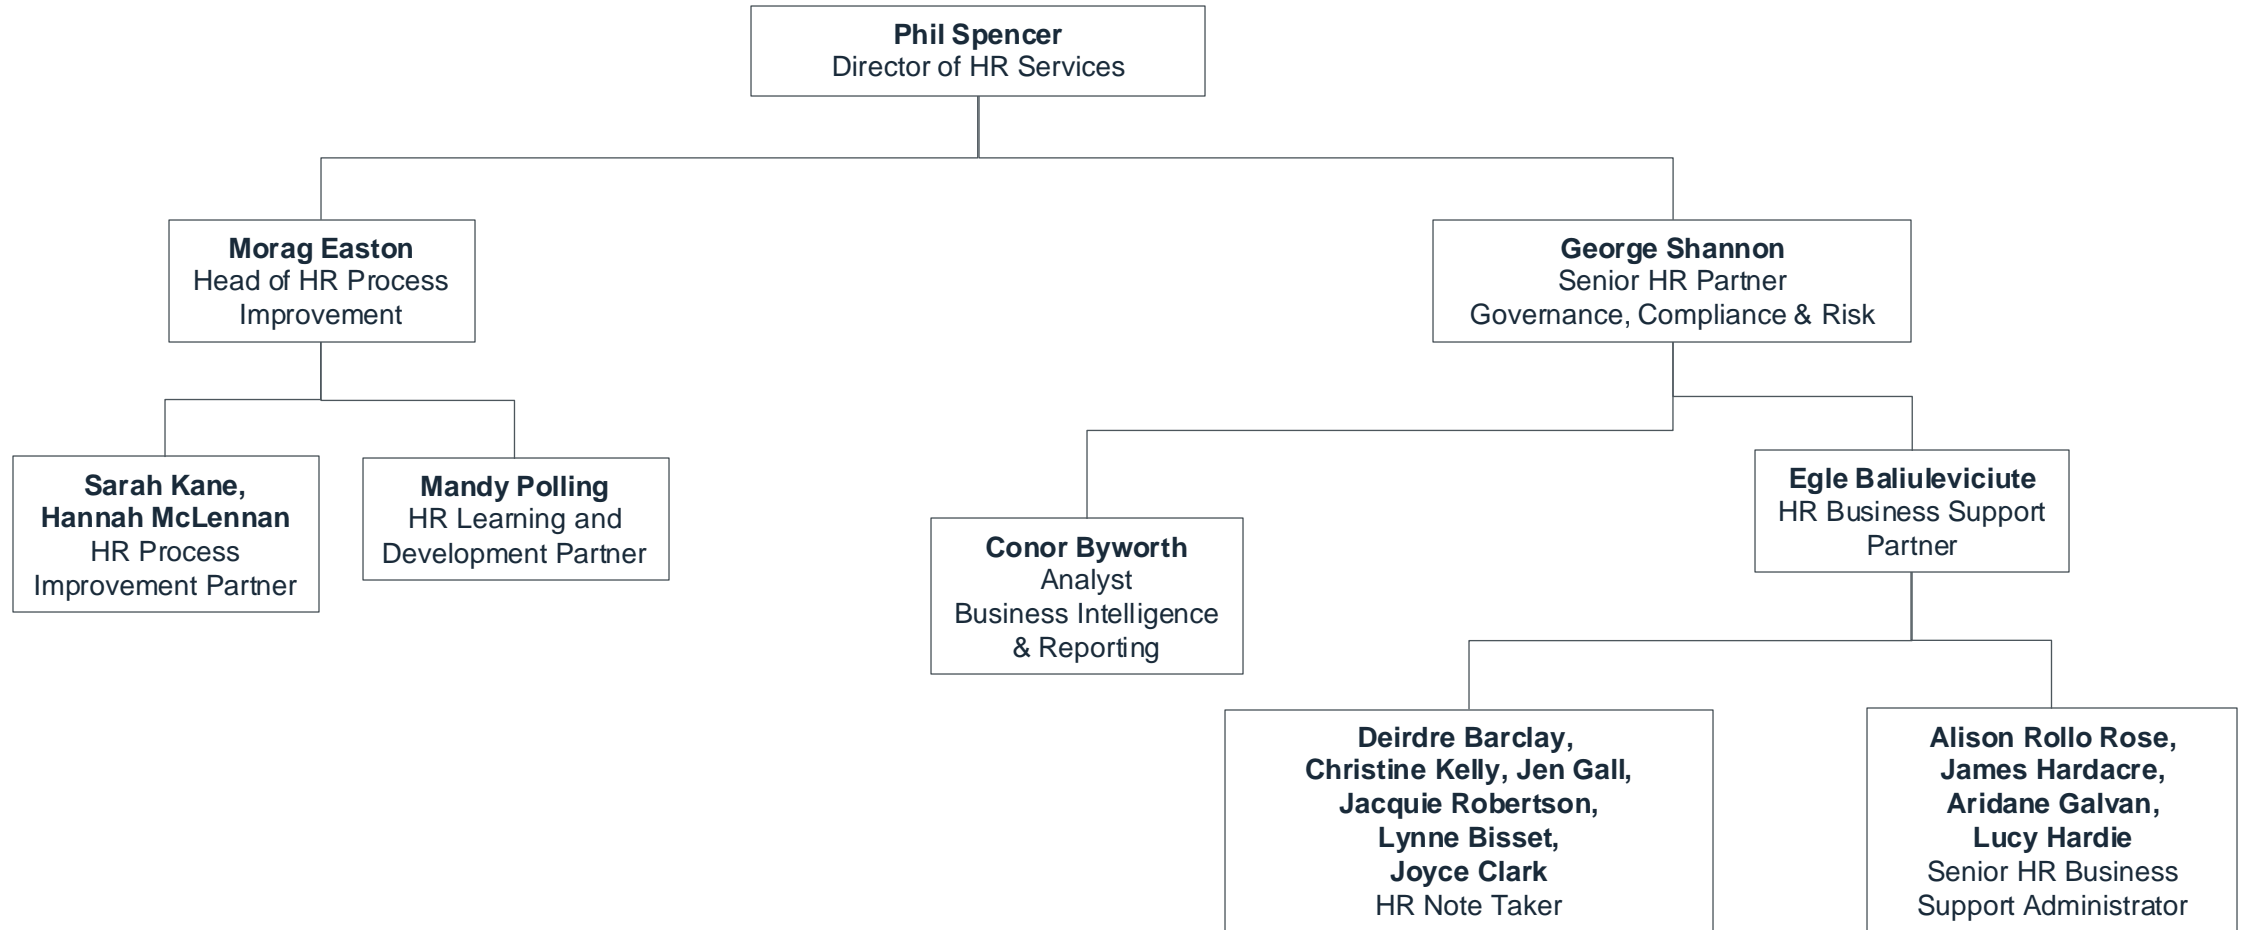 Phil Spencer
Director of HR Services
Morag Easton
Head of HR Process
Improvement
George Shannon
Senior HR Partner
Governance, Compliance & Risk
Sarah Kane,
Hannah McLennan
HR Process
Improvement Partner
Mandy Polling
HR Learning and
Development Partner
Conor Byworth
Analyst
Business Intelligence
& Reporting
Egle Baliuleviciute
HR Business Support
Partner
Deirdre Barclay,
Christine Kelly, Jen Gall,
Jacquie Robertson,
Lynne Bisset,
Joyce Clark
HR Note Taker
Alison Rollo Rose,
James Hardacre,
Aridane Galvan,
Lucy Hardie
Senior HR Business
Support Administrator